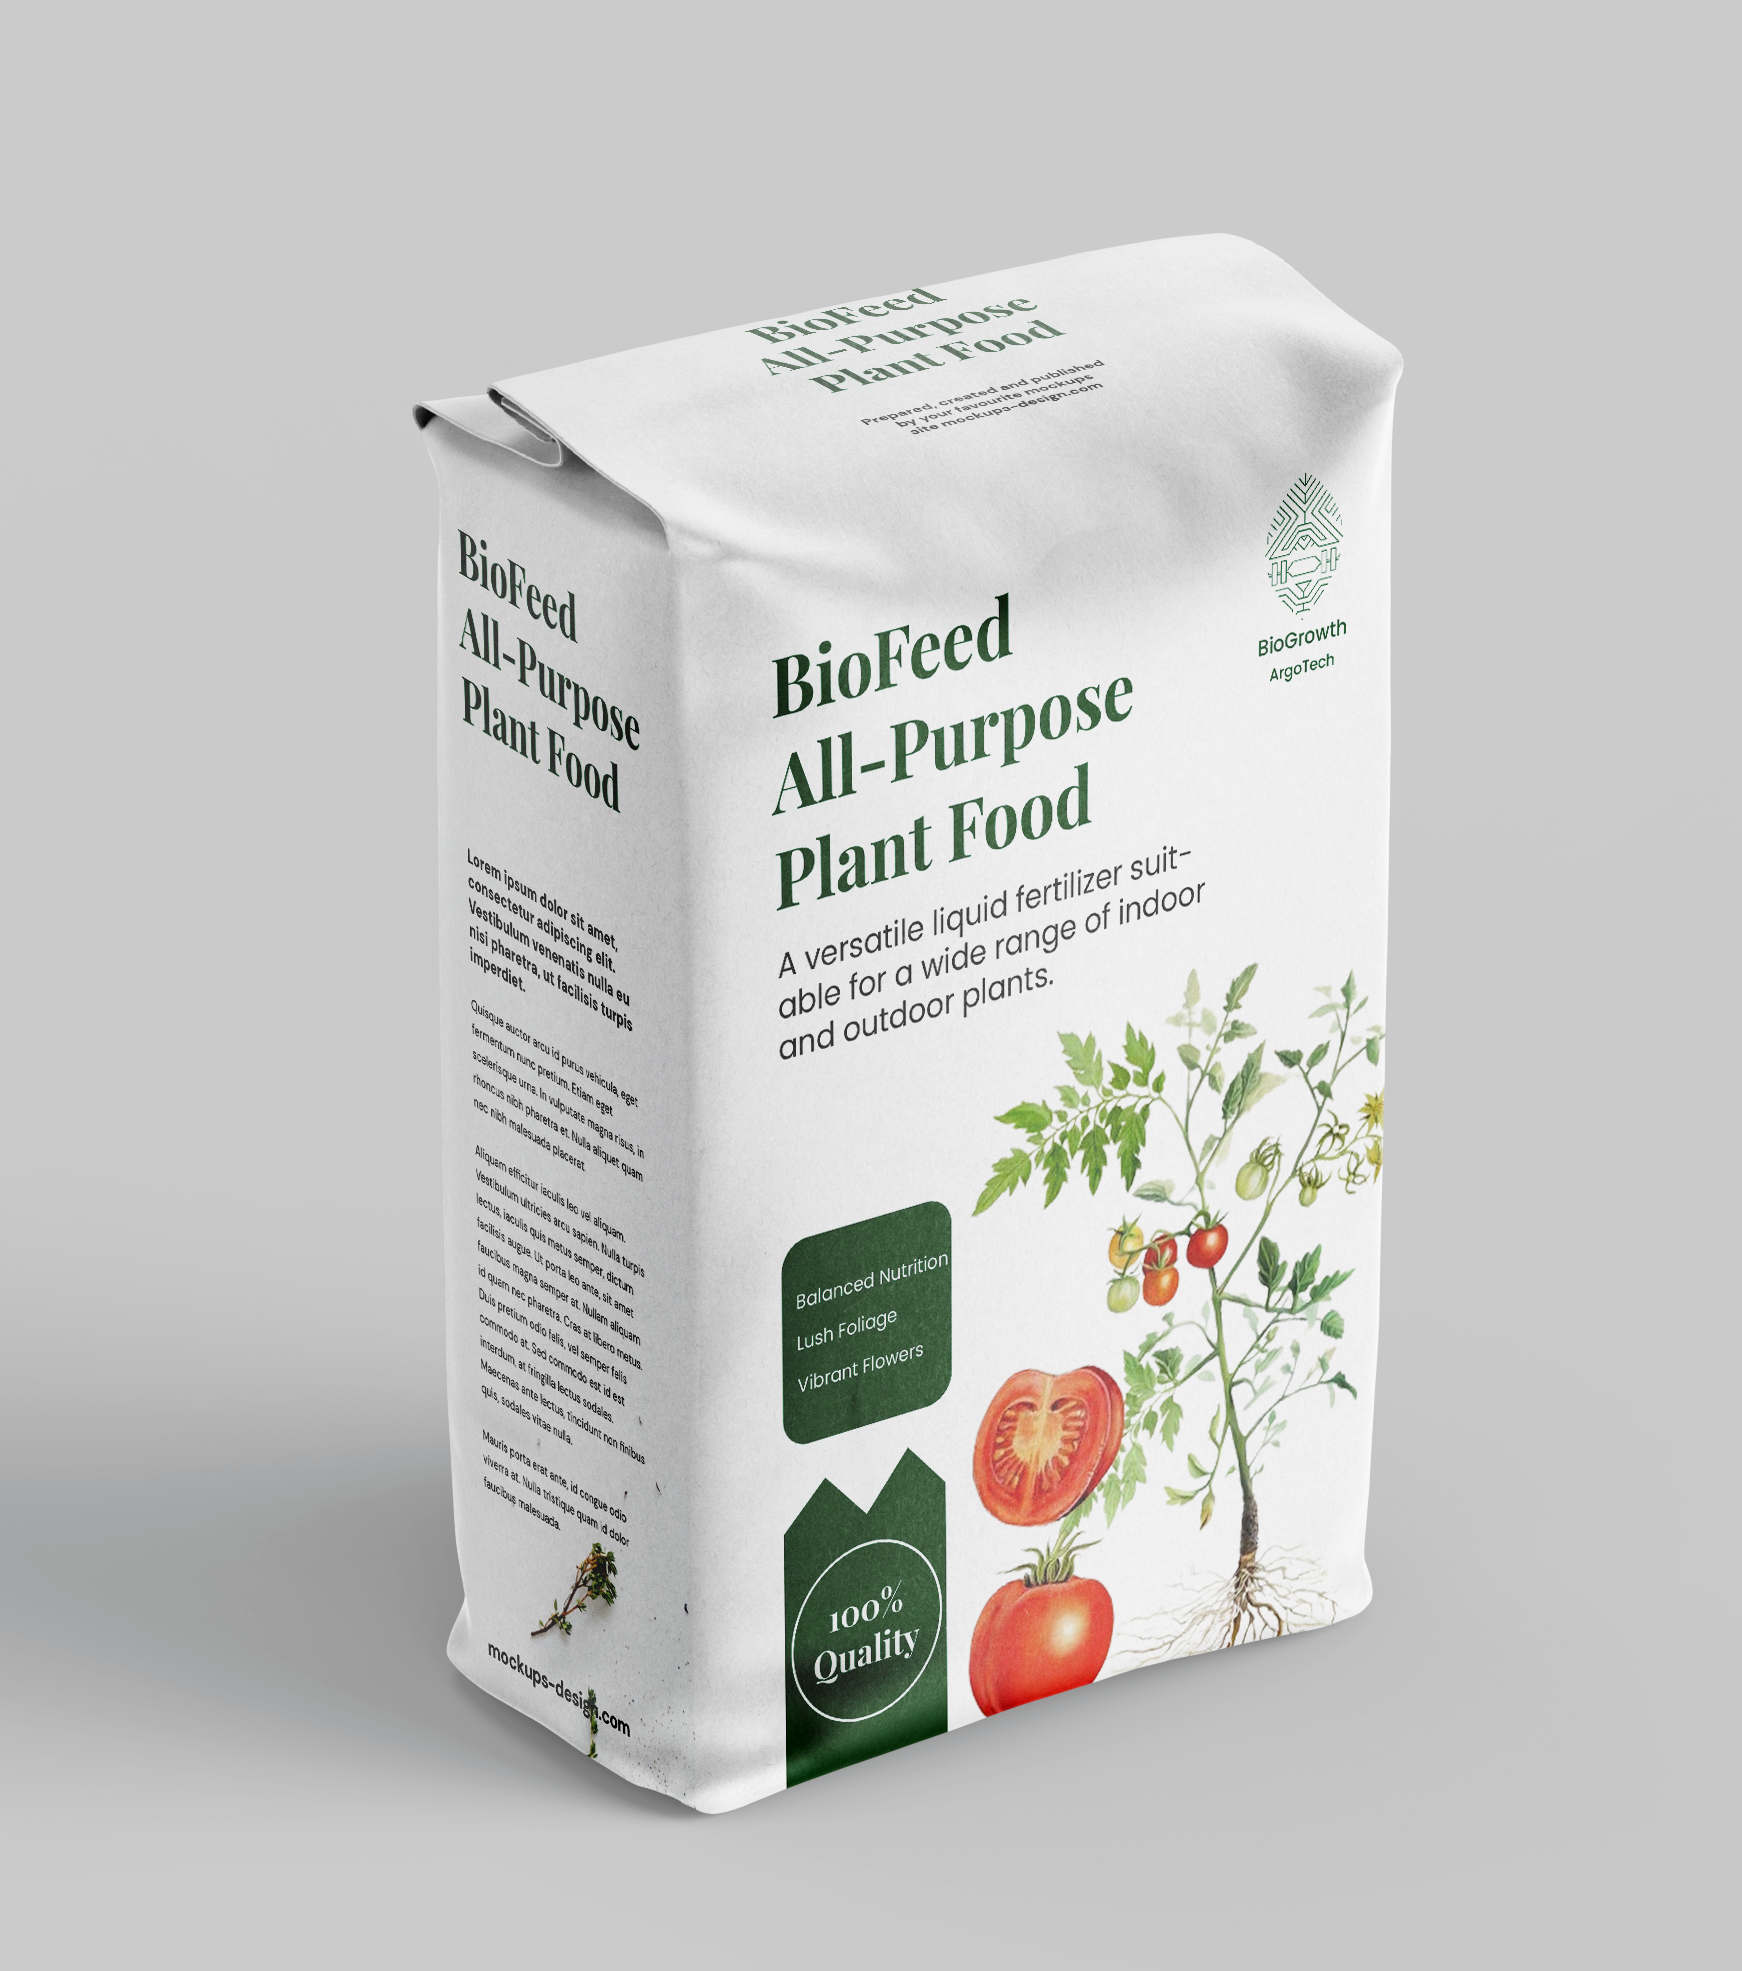 BioFeed
All-Purpose
Plant Food
Prepared, created and published
by your favourite mockups
site mockups-design.com
BioFeed
All-Purpose
Plant Food
Lorem ipsum dolor sit amet,
consectetur adipiscing elit.
Vestibulum venenatis nulla eu
nisi pharetra, ut facilisis turpis
imperdiet.
Quisque auctor arcu id purus vehicula, eget
fermentum nunc pretium. Etiam eget
scelerisque urna. In vulputate magna risus, in
rhoncus nibh pharetra et. Nulla aliquet quam
nec nibh malesuada placerat.
Aliquam efficitur iaculis leo vel aliquam.
Vestibulum ultricies arcu sapien. Nulla turpis
lectus, iaculis quis metus semper, dictum
facilisis augue. Ut porta leo ante, sit amet
faucibus magna semper at. Nullam aliquam
id quam nec pharetra. Cras at libero metus.
Duis pretium odio felis, vel semper felis
commodo at. Sed commodo est id est
interdum, at fringilla lectus sodales.
Maecenas ante lectus, tincidunt non finibus
quis, sodales vitae nulla.
Mauris porta erat ante, id congue odio
viverra at. Nulla tristique quam id dolor
faucibus malesuada.
mockups-design.com
BioGrowth
ArgoTech
BioFeed
All-Purpose
Plant Food
A versatile liquid fertilizer suit-
able for a wide range of indoor
and outdoor plants.
Balanced Nutrition
Lush Foliage
Vibrant Flowers
100%
Quality